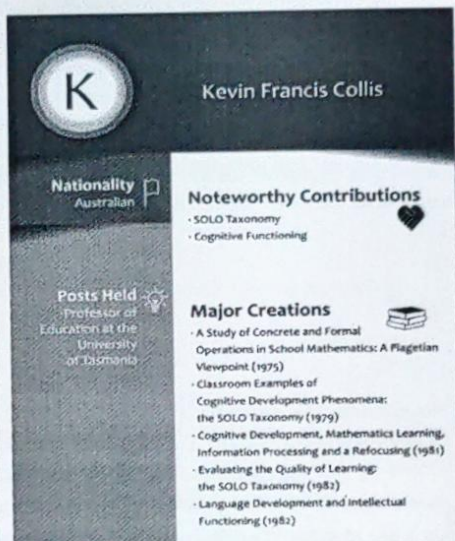 K
Kevin Francis Collis
Nationality
Australian
Noteworthy Contributions
· SOLO Taxonomy
· Cognitive Functioning
Posts Held
Professor of
Education at the
University
of Tasmania
Major Creations
· A Study of Concrete and Formal
Operations in School Mathematics: A Piagetian
Viewpoint (1975)
· Classroom Examples of
Cognitive Development Phenomena:
the SOLO Taxonomy (1979)
· Cognitive Development, Mathematics Learning,
Information Processing and a Refocusing (1981)
· Evaluating the Quality of Learning:
the SOLO Taxonomy (1982)
· Language Development and Intellectual
Functioning (1982)